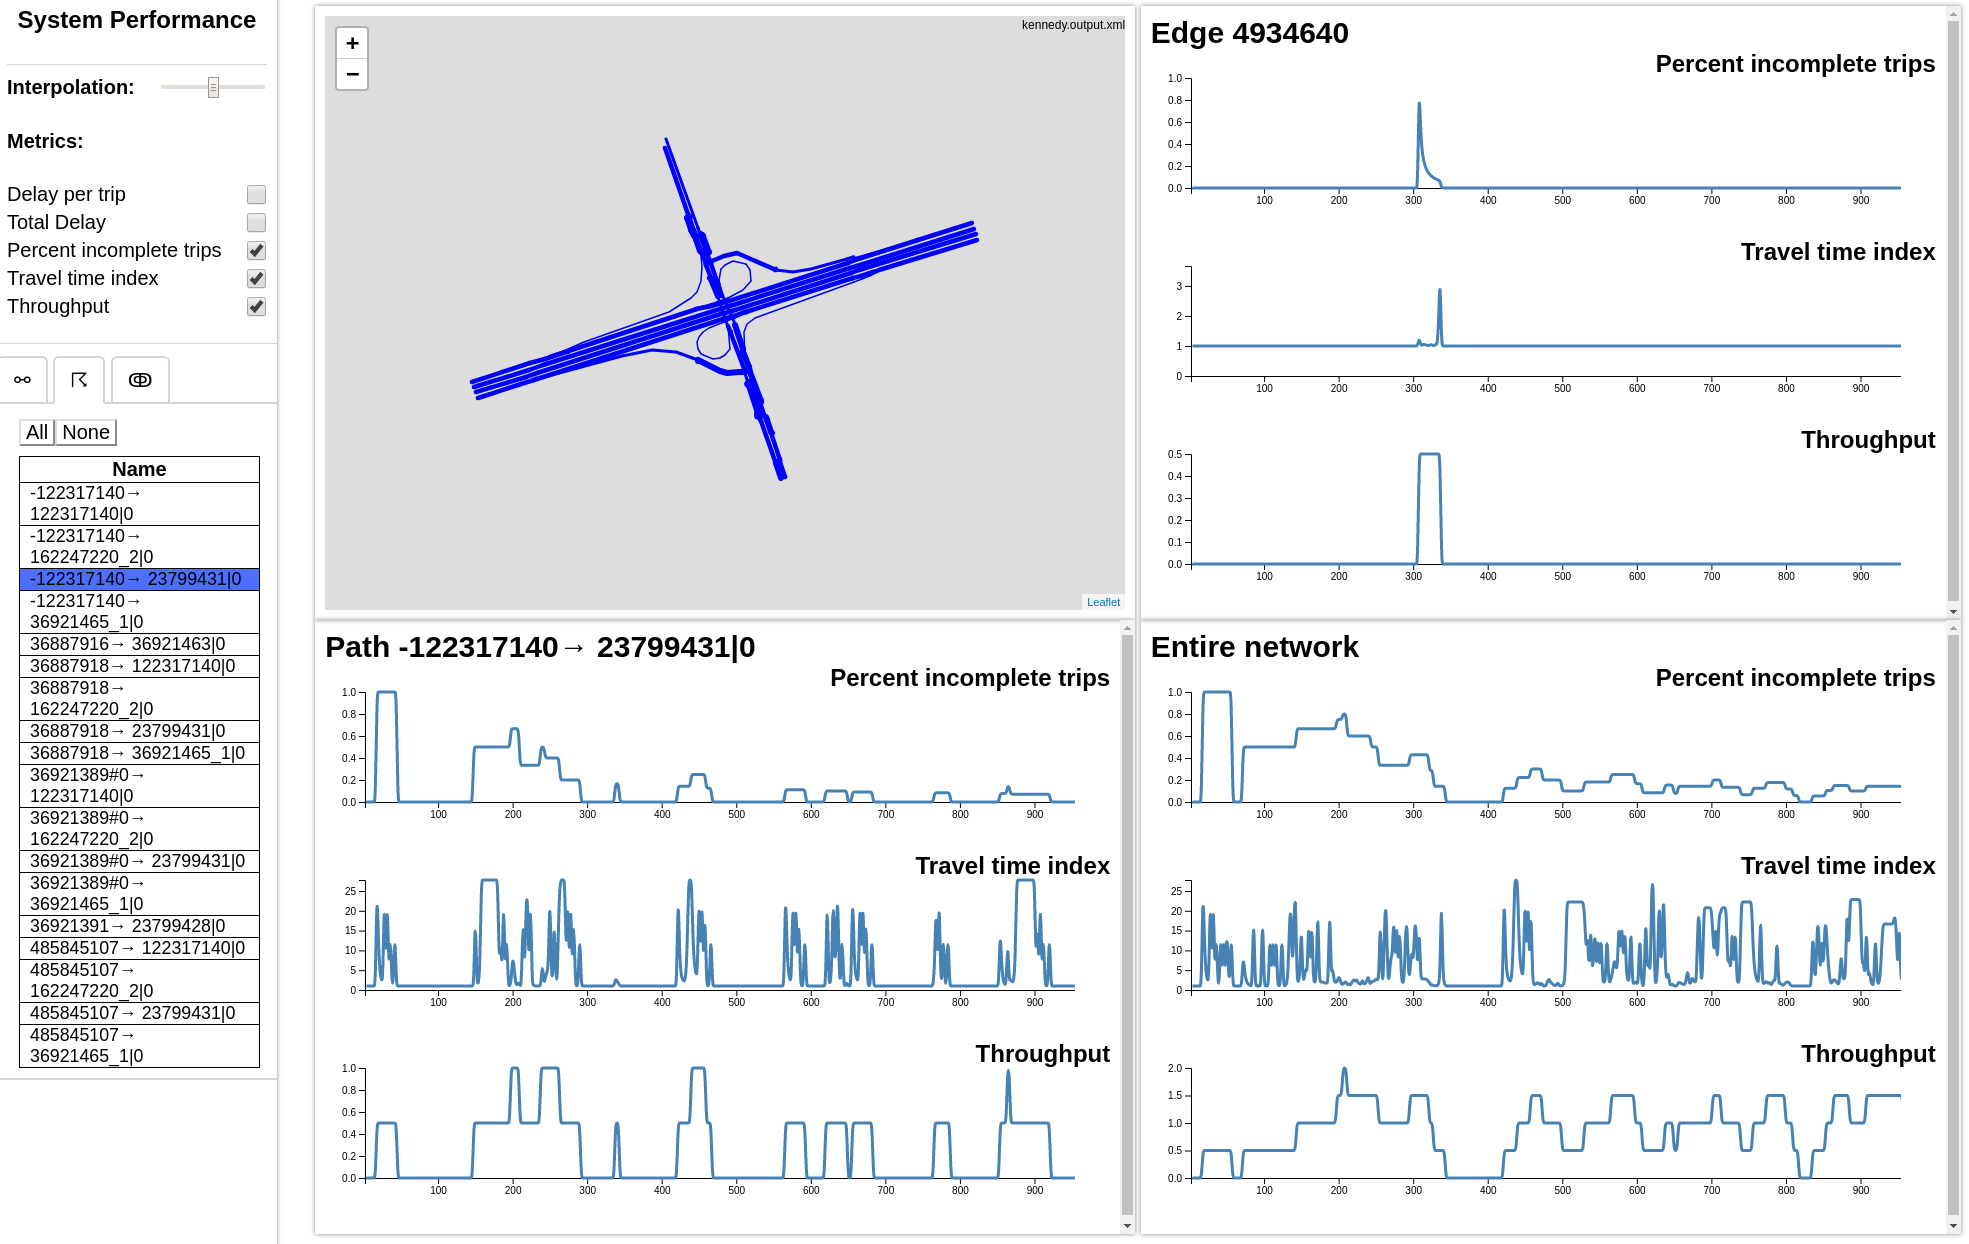 System Performance
Interpolation:
Metrics:
Delay per trip
Total Delay
Percent incomplete trips
Travel time index
Throughput
All None
Name
-122317140→
122317140|0
-122317140→
162247220_2|0
-122317140→ 23799431|0
-122317140→
36921465_1|0
36887916→ 36921463|0
36887918→ 122317140|0
36887918→
162247220_2|0
36887918→ 23799431|0
36887918→ 36921465_1|0
36921389#0→
122317140|0
36921389#0→
162247220_2|0
36921389#0→ 23799431|0
36921389#0→
36921465_1|0
36921391→ 23799428|0
485845107→ 122317140|0
485845107→
162247220_2|0
485845107→ 23799431|0
485845107→
36921465_1|0
kennedy.output.xml
+
−
Leaflet
Edge 4934640
Percent incomplete trips
1.0
0.8
0.6
0.4
0.2
0.0
100 200 300 400 500 600 700 800 900
Travel time index
3
2
1
0
100 200 300 400 500 600 700 800 900
Throughput
0.5
0.4
0.3
0.2
0.1
0.0
100 200 300 400 500 600 700 800 900
Path -122317140→ 23799431|0
Percent incomplete trips
1.0
0.8
0.6
0.4
0.2
0.0
100 200 300 400 500 600 700 800 900
Travel time index
25
20
15
10
5
0
100 200 300 400 500 600 700 800 900
Throughput
1.0
0.8
0.6
0.4
0.2
0.0
100 200 300 400 500 600 700 800 900
Entire network
Percent incomplete trips
1.0
0.8
0.6
0.4
0.2
0.0
100 200 300 400 500 600 700 800 900
Travel time index
25
20
15
10
5
0
100 200 300 400 500 600 700 800 900
Throughput
2.0
1.5
1.0
0.5
0.0
100 200 300 400 500 600 700 800 900